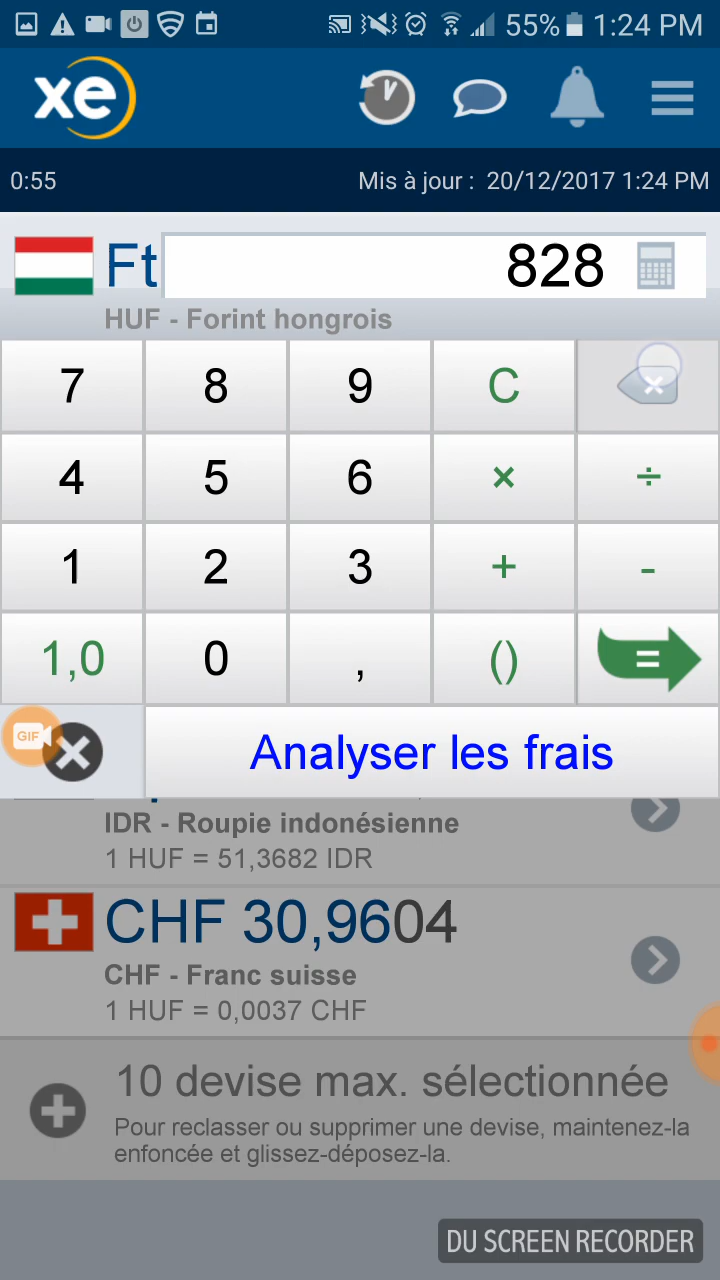 55% 1:24 PM
xe
0:55 Mis à jour : 20/12/2017 1:24 PM
Ft 828
HUF - Forint hongrois
7 8 9 C
4 5 6 × ÷
1 2 3 + -
1,0 0 , () =
GIF
Analyser les frais
IDR - Roupie indonésienne
1 HUF = 51,3682 IDR
CHF 30,9604
CHF - Franc suisse
1 HUF = 0,0037 CHF
10 devise max. sélectionnée
Pour reclasser ou supprimer une devise, maintenez-la
enfoncée et glissez-déposez-la.
DU SCREEN RECORDER